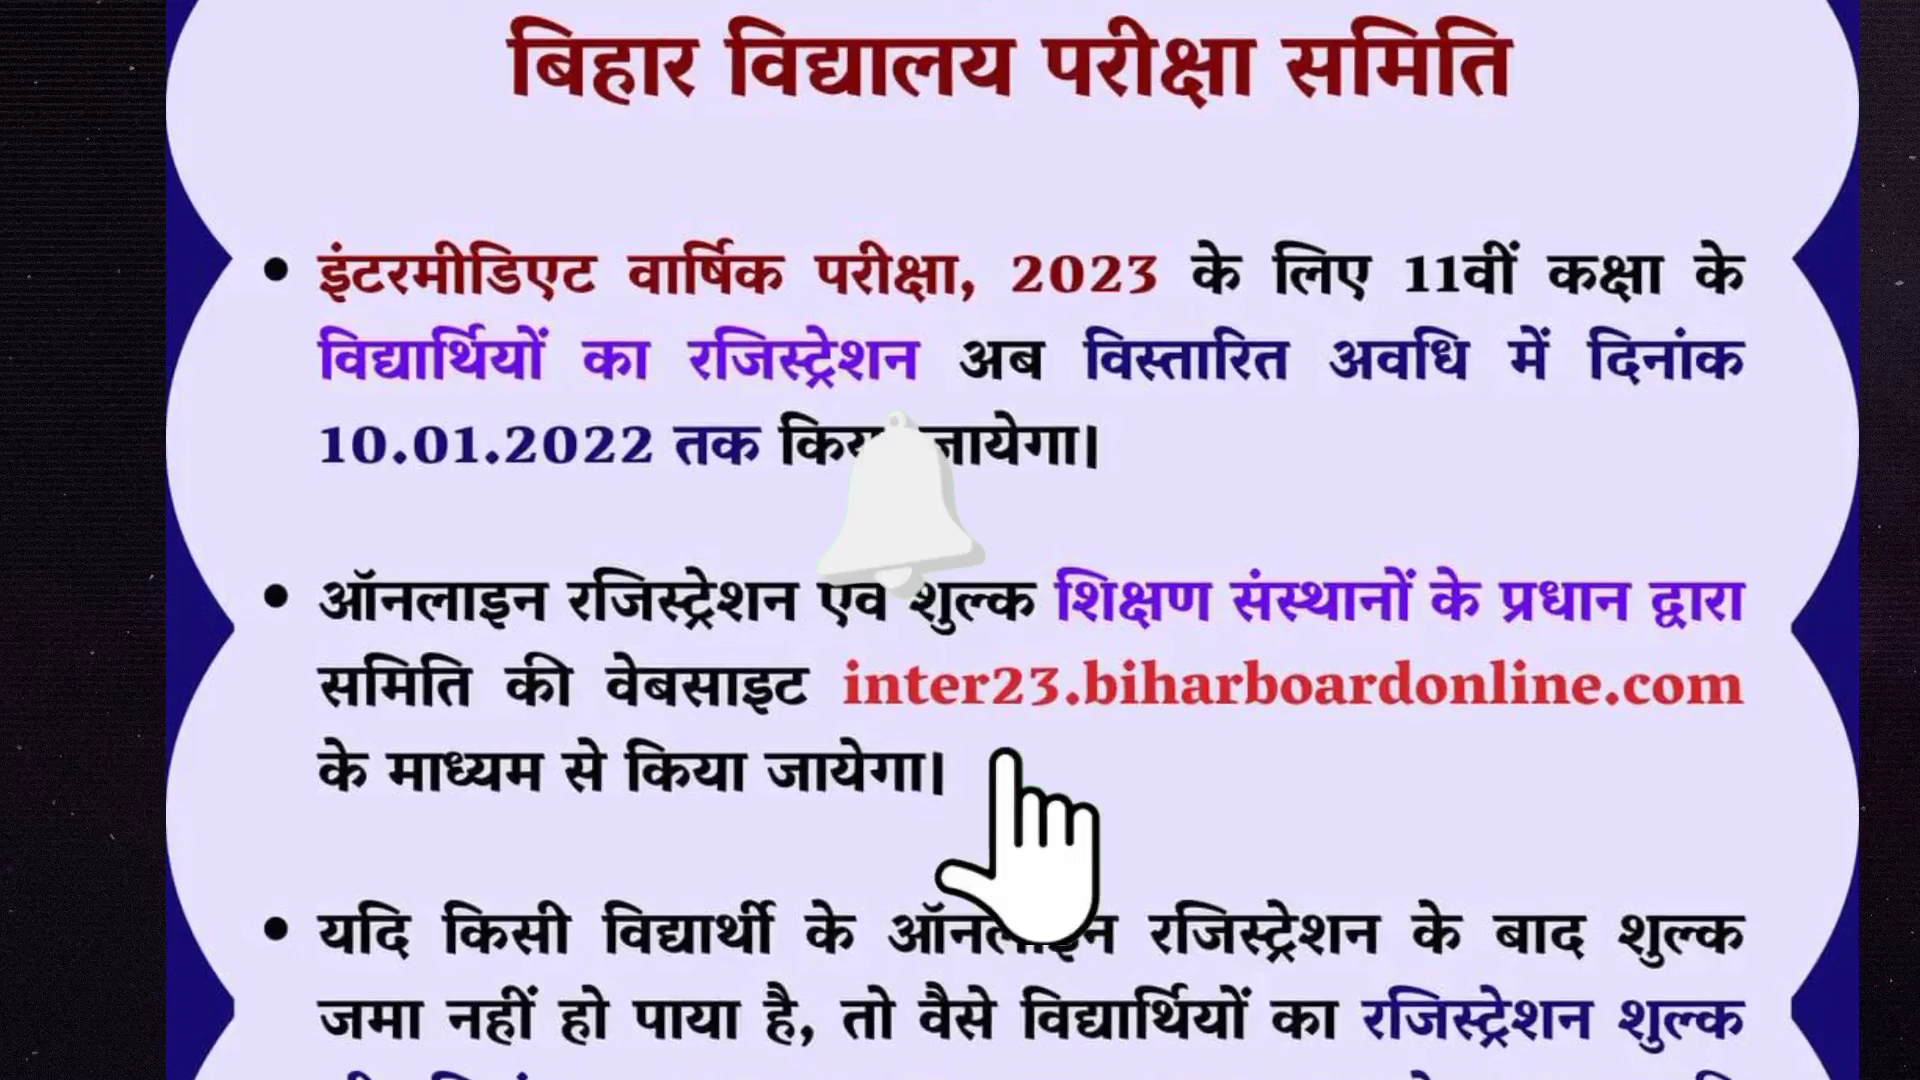 बिहार विद्यालय परीक्षा समिति
• इंटरमीडिएट वार्षिक परीक्षा, 2023 के लिए 11वीं कक्षा के
विद्यार्थियों का रजिस्ट्रेशन अब विस्तारित अवधि में दिनांक
10.01.2022 तक किया जायेगा।
• ऑनलाइन रजिस्ट्रेशन एवं शुल्क शिक्षण संस्थानों के प्रधान द्वारा
समिति की वेबसाइट inter23.biharboardonline.com
के माध्यम से किया जायेगा।
• यदि किसी विद्यार्थी के ऑनलाइन रजिस्ट्रेशन के बाद शुल्क
जमा नहीं हो पाया है, तो वैसे विद्यार्थियों का रजिस्ट्रेशन शुल्क